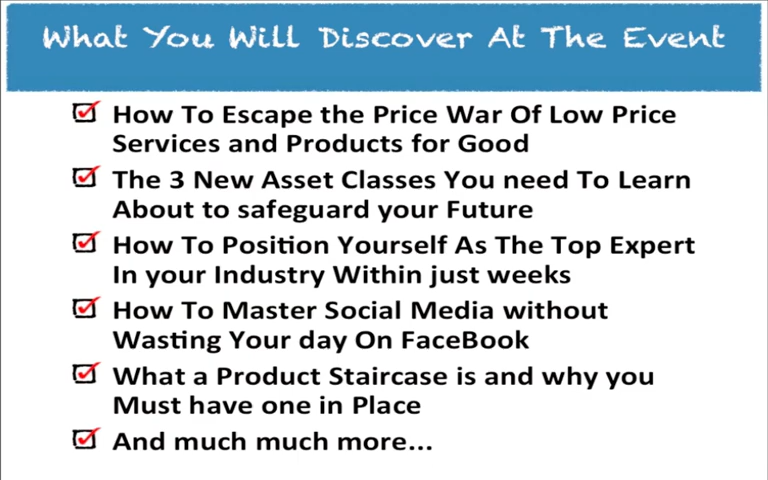 What You Will Discover At The Event
How To Escape the Price War Of Low Price
Services and Products for Good
The 3 New Asset Classes You need To Learn
About to safeguard your Future
How To Position Yourself As The Top Expert
In your Industry Within just weeks
How To Master Social Media without
Wasting Your day On FaceBook
What a Product Staircase is and why you
Must have one in Place
And much much more...